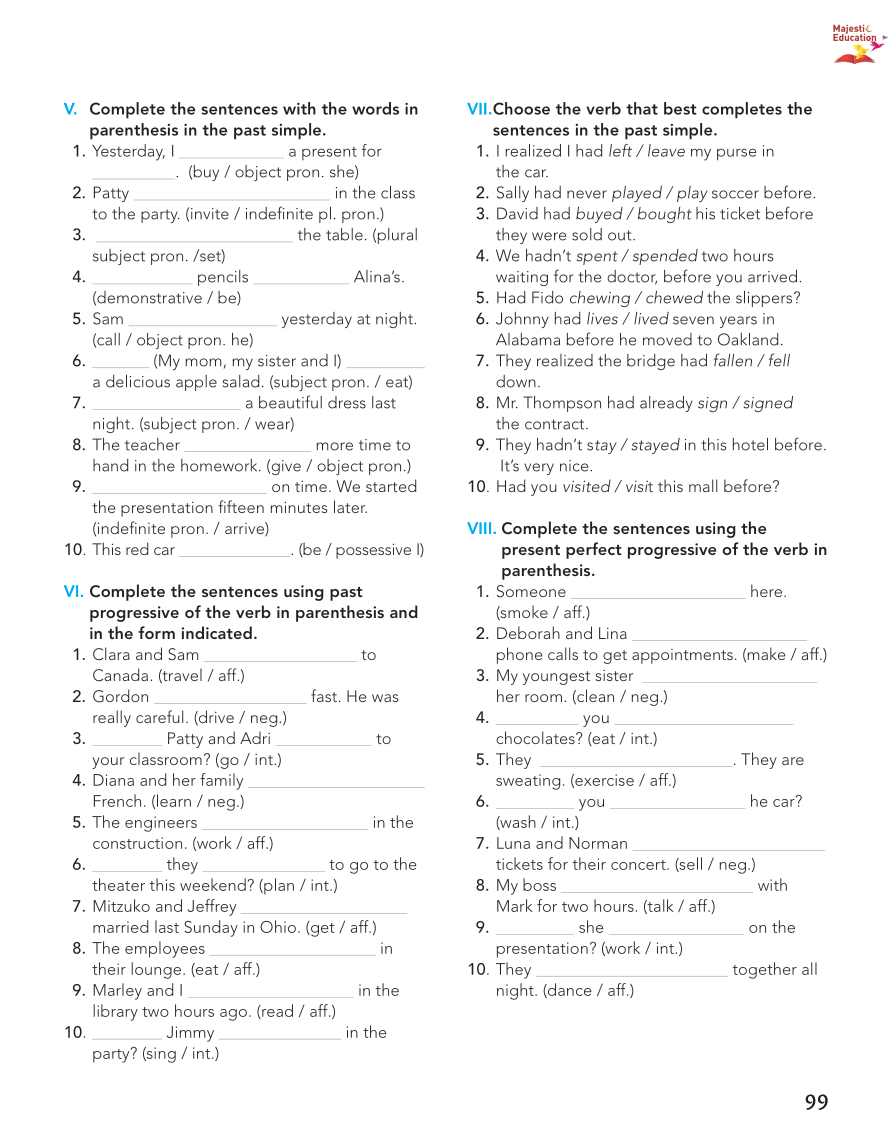 Majestic
Education
V. Complete the sentences with the words in
parenthesis in the past simple.
1. Yesterday, I ____________ a present for
__________. (buy / object pron. she)
2. Patty ________________________ in the class
to the party. (invite / indefinite pl. pron.)
3. ________________________ the table. (plural
subject pron. /set)
4. ____________ pencils ____________ Alina’s.
(demonstrative / be)
5. Sam __________________ yesterday at night.
(call / object pron. he)
6. _______ (My mom, my sister and I) __________
a delicious apple salad. (subject pron. / eat)
7. __________________ a beautiful dress last
night. (subject pron. / wear)
8. The teacher ________________ more time to
hand in the homework. (give / object pron.)
9. ______________________ on time. We started
the presentation fifteen minutes later.
(indefinite pron. / arrive)
10. This red car ______________. (be / possessive I)
VI. Complete the sentences using past
progressive of the verb in parenthesis and
in the form indicated.
1. Clara and Sam ___________________ to
Canada. (travel / aff.)
2. Gordon ___________________ fast. He was
really careful. (drive / neg.)
3. ________ Patty and Adri ____________ to
your classroom? (go / int.)
4. Diana and her family ______________________
French. (learn / neg.)
5. The engineers ____________________ in the
construction. (work / aff.)
6. ________ they _______________ to go to the
theater this weekend? (plan / int.)
7. Mitzuko and Jeffrey ____________________
married last Sunday in Ohio. (get / aff.)
8. The employees ____________________ in
their lounge. (eat / aff.)
9. Marley and I ____________________ in the
library two hours ago. (read / aff.)
10. ________ Jimmy _______________ in the
party? (sing / int.)
VII.Choose the verb that best completes the
sentences in the past simple.
1. I realized I had left / leave my purse in
the car.
2. Sally had never played / play soccer before.
3. David had buyed / bought his ticket before
they were sold out.
4. We hadn’t spent / spended two hours
waiting for the doctor, before you arrived.
5. Had Fido chewing / chewed the slippers?
6. Johnny had lives / lived seven years in
Alabama before he moved to Oakland.
7. They realized the bridge had fallen / fell
down.
8. Mr. Thompson had already sign / signed
the contract.
9. They hadn’t stay / stayed in this hotel before.
It’s very nice.
10. Had you visited / visit this mall before?
VIII. Complete the sentences using the
present perfect progressive of the verb in
parenthesis.
1. Someone _____________________ here.
(smoke / aff.)
2. Deborah and Lina _____________________
phone calls to get appointments. (make / aff.)
3. My youngest sister _____________________
her room. (clean / neg.)
4. __________ you ______________________
chocolates? (eat / int.)
5. They _______________________. They are
sweating. (exercise / aff.)
6. _________ you ________________ he car?
(wash / int.)
7. Luna and Norman _______________________
tickets for their concert. (sell / neg.)
8. My boss _______________________ with
Mark for two hours. (talk / aff.)
9. _________ she ________________ on the
presentation? (work / int.)
10. They _______________________ together all
night. (dance / aff.)
99